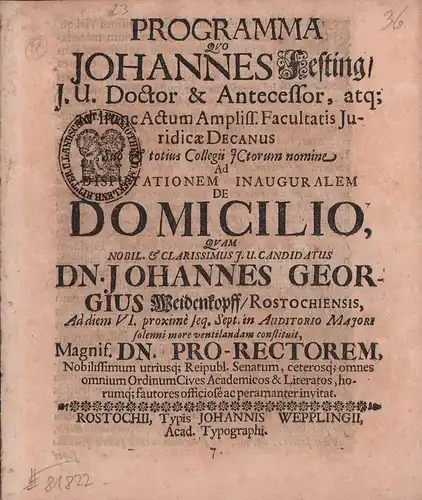 23
36
PROGRAMMA
QVO
JOHANNES Festing/
J. U. Doctor & Antecessor, atq;
Actum Ampliss. Facultatis Ju-
ridicæ DECANUS
totius Collegii JCtorum nomine
Ad
DISPUTATIONEM INAUGURALEM
DE
DOMICILIO,
QVAM
NOBIL. & CLARISSIMUS J. U. CANDIDATUS
DN. JOHANNES GEOR-
GIUS Weidenkopff/ ROSTOCHIENSIS,
Ad diem VI. proximè seq. Sept. in AUDITORIO MAJORI
solenni more ventilandam constituit,
Magnif. DN. PRO-RECTOREM,
Nobilissimum utriusq; Reipubl. Senatum, ceterosq; omnes
omnium Ordinum Cives Academicos & Literatos, ho-
rumq; fautores officiosè ac peramanter invitat.
ROSTOCHII, Typis JOHANNIS WEPPLINGII,
Acad. Typographi.
7.
# 81822